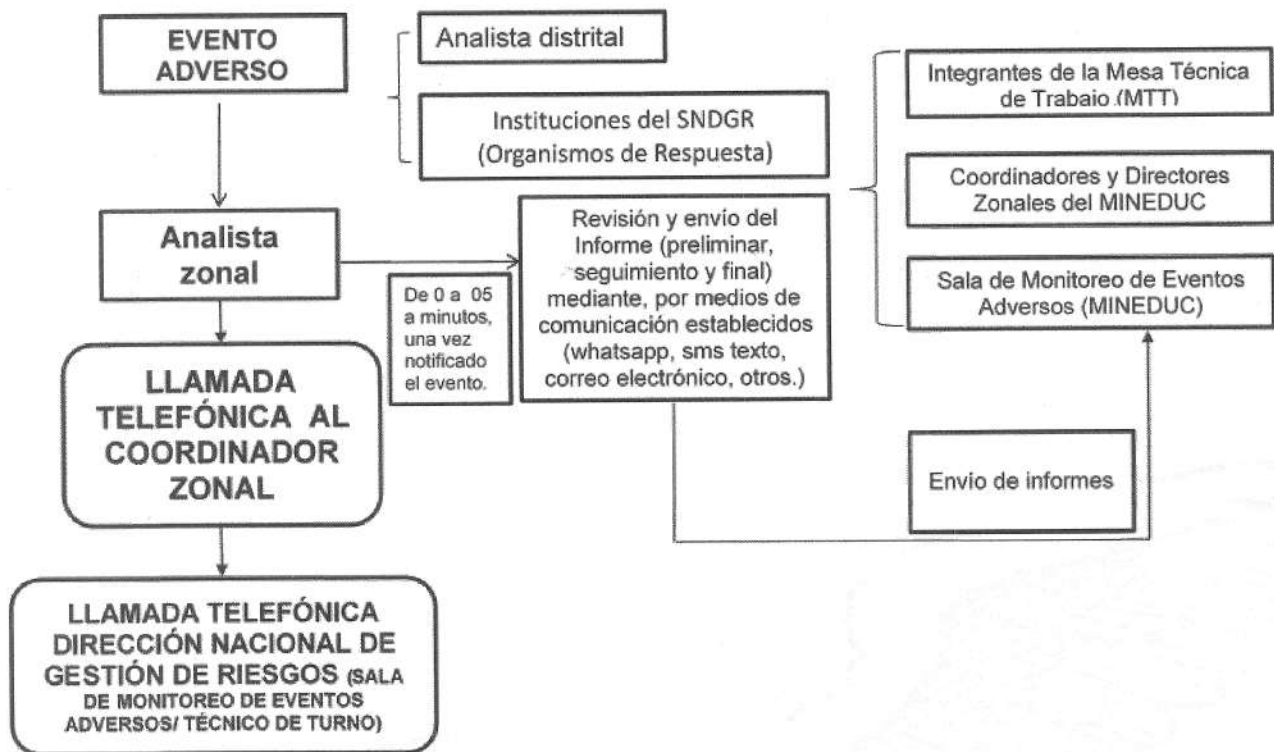 EVENTO
ADVERSO
Analista distrital
Instituciones del SNDGR
(Organismos de Respuesta)
Integrantes de la Mesa Técnica
de Trabajo (MTT)
Coordinadores y Directores
Zonales del MINEDUC
Sala de Monitoreo de Eventos
Adversos (MINEDUC)
Analista
zonal
De 0 a 05
a minutos,
una vez
notificado
el evento.
Revisión y envío del
Informe (preliminar,
seguimiento y final)
mediante, por medios de
comunicación establecidos
(whatsapp, sms texto,
correo electrónico, otros.)
Envío de informes
LLAMADA
TELEFÓNICA AL
COORDINADOR
ZONAL
LLAMADA TELEFÓNICA
DIRECCIÓN NACIONAL DE
GESTIÓN DE RIESGOS (SALA
DE MONITOREO DE EVENTOS
ADVERSOS/ TÉCNICO DE TURNO)